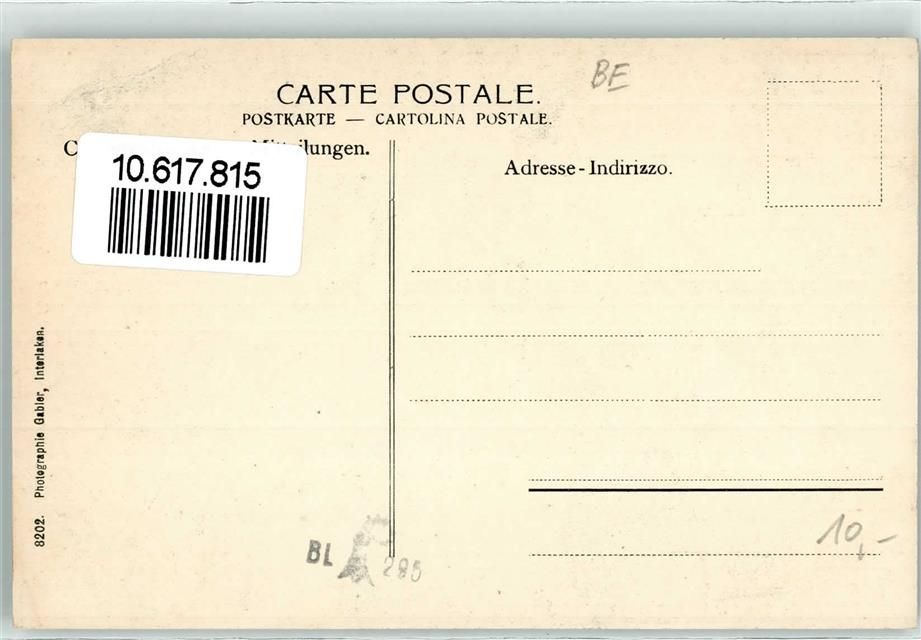 BE
CARTE POSTALE.
POSTKARTE — CARTOLINA POSTALE.
C
10.617.815
Adresse - Indirizzo.
8202. Photographie Gabler, Interlaken.
10,-
BL 285